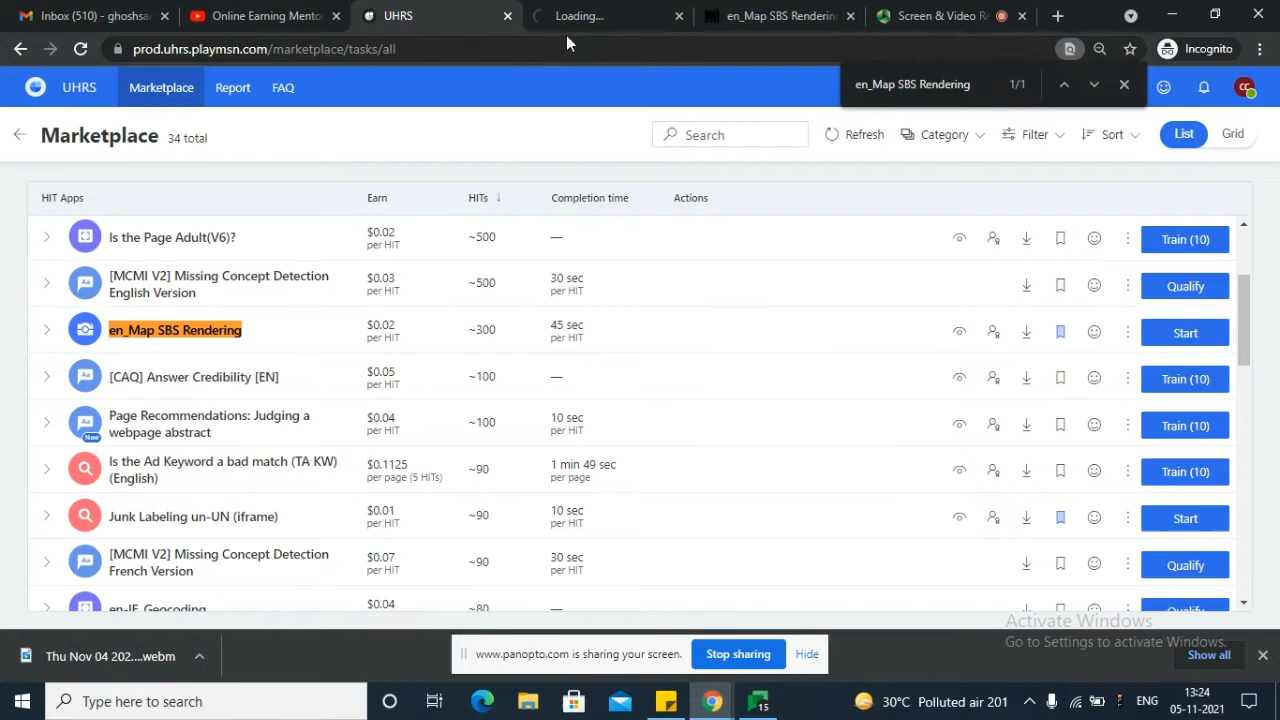 Inbox (510) - ghoshsar
Online Earning Mento
UHRS
Loading...
en_Map SBS Renderin
Screen & Video Re
prod.uhrs.playmsn.com/marketplace/tasks/all
Incognito
UHRS
Marketplace
Report
FAQ
en_Map SBS Rendering
1/1
CC
Marketplace
34 total
Search
Refresh
Category
Filter
Sort
List
Grid
HIT Apps
Earn
HITs
Completion time
Actions
Is the Page Adult(V6)?
$0.02
per HIT
~500
—
Train (10)
[MCMI V2] Missing Concept Detection
English Version
$0.03
per HIT
~500
30 sec
per HIT
Qualify
en_Map SBS Rendering
$0.02
per HIT
~300
45 sec
per HIT
Start
[CAQ] Answer Credibility [EN]
$0.05
per HIT
~100
—
Train (10)
Page Recommendations: Judging a
webpage abstract
New
$0.04
per HIT
~100
10 sec
per HIT
Train (10)
Is the Ad Keyword a bad match (TA KW)
(English)
$0.1125
per page (5 HITs)
~90
1 min 49 sec
per page
Train (10)
Junk Labeling un-UN (iframe)
$0.01
per HIT
~90
10 sec
per HIT
Start
[MCMI V2] Missing Concept Detection
French Version
$0.07
per HIT
~90
30 sec
per HIT
Qualify
en-IE Geocoding
$0.04
~80
—
Qualify
Activate Windows
Go to Settings to activate Windows.
Thu Nov 04 202....webm
www.panopto.com is sharing your screen.
Stop sharing
Hide
Show all
Type here to search
15
30°C Polluted air 201
ENG
13:24
05-11-2021